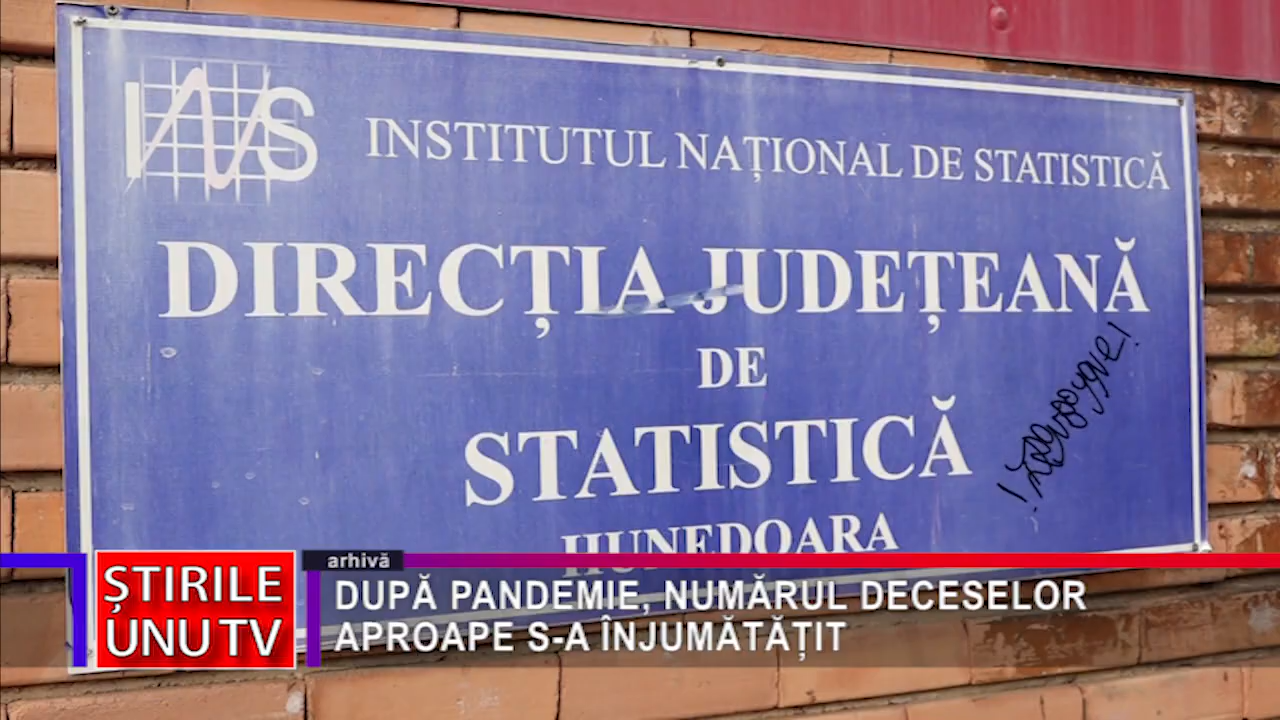 INS
INSTITUTUL NAȚIONAL DE STATISTICĂ
DIRECȚIA JUDEȚEANĂ
DE
STATISTICĂ
HUNEDOARA
arhivă
ȘTIRILE
UNU TV
DUPĂ PANDEMIE, NUMĂRUL DECESELOR
APROAPE S-A ÎNJUMĂTĂȚIT